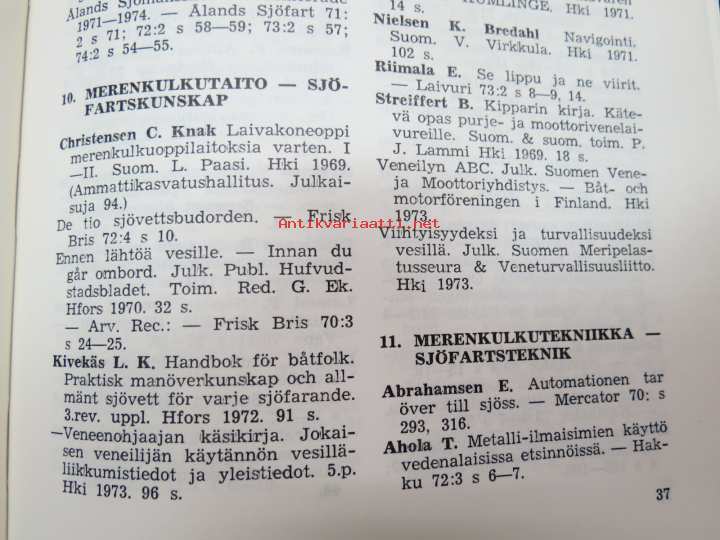 Ålands
1971—1974. — Ålands Sjöfart 71:
2 s 71; 72:2 s 58—59; 73:2 s 57;
74:2 s 54—55.
10. MERENKULKUTAITO — SJÖ-
FARTSKUNSKAP
Christensen C. Knak Laivakoneoppi
merenkulkuoppilaitoksia varten. I
—II. Suom. L. Paasi. Hki 1969.
(Ammattikasvatushallitus. Julkai-
suja 94.)
De tio sjövettsbudorden. — Frisk
Bris 72:4 s 10.
Ennen lähtöä vesille. — Innan du
går ombord. Julk. Publ. Hufvud-
stadsbladet. Toim. Red. G. Ek.
Hfors 1970. 32 s.
— Arv. Rec.: — Frisk Bris 70:3
s 24—25.
Kivekäs L. K. Handbok för båtfolk.
Praktisk manöverkunskap och all-
mänt sjövett för varje sjöfarande.
3.rev. uppl. Hfors 1972. 91 s.
—Veneenohjaajan käsikirja. Jokai-
sen veneilijän käytännön vesillä-
liikkumistiedot ja yleistiedot. 5.p.
Hki 1973. 96 s.
14 s. HUMLINGE, Hki 1971.
Nielsen K. Bredahl Navigointi.
Suom. V. Virkkula. Hki 1971.
102 s.
Riimala E. Se lippu ja ne viirit.
— Laivuri 73:2 s 8—9, 14.
Streiffert B. Kipparin kirja. Käte-
vä opas purje- ja moottorivenelai-
vureille. Suom. & suom. toim. P.
J. Lammi Hki 1969. 18 s.
Veneilyn ABC. Julk. Suomen Vene-
ja Moottoriyhdistys. — Båt- och
motorföreningen i Finland. Hki
1973.
Viihtyisyydeksi ja turvallisuudeksi
vesillä. Julk. Suomen Meripelas-
tusseura & Veneturvallisuusliitto.
Hki 1973.
11. MERENKULKUTEKNIIKKA —
SJÖFARTSTEKNIK
Abrahamsen E. Automationen tar
över till sjöss. — Mercator 70: s
293, 316.
Ahola T. Metalli-ilmaisimien käyttö
vedenalaisissa etsinnöissä. — Hak-
ku 72:3 s 6—7.
37
Antikvariaatti.net